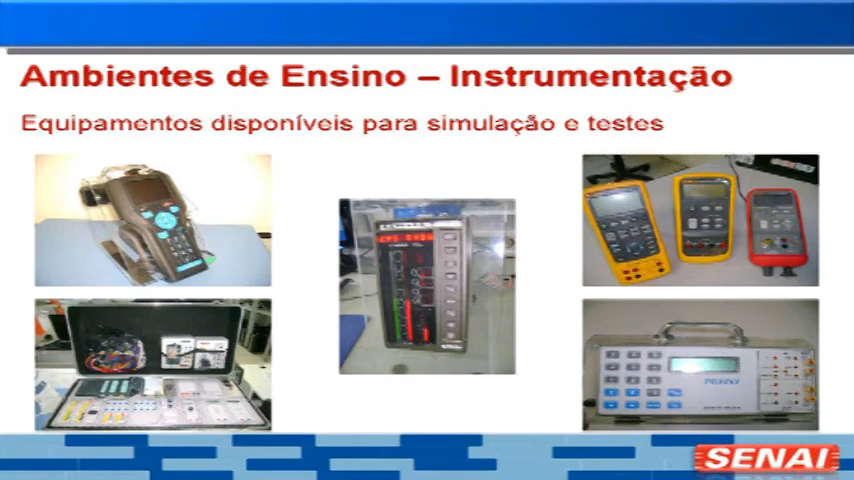 Ambientes de Ensino – Instrumentação
Equipamentos disponíveis para simulação e testes
SENAI